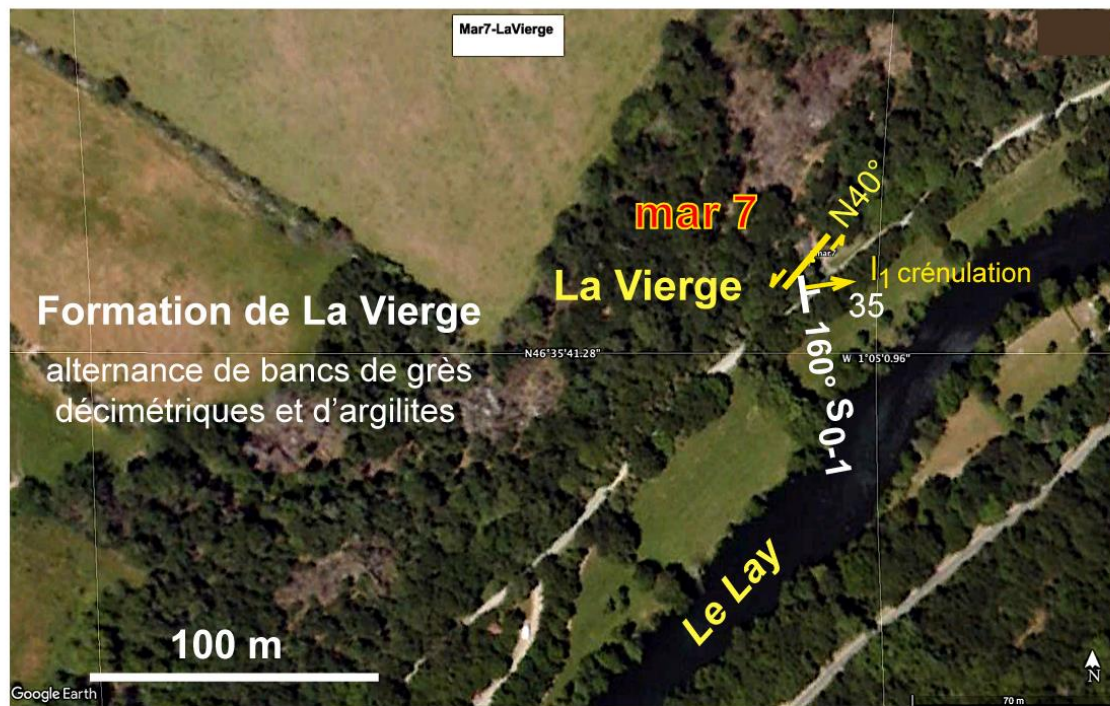 Mar7-LaVierge
N40°
mar 7
mar7
La Vierge
l1 crénulation
35
Formation de La Vierge
N46°35'41.28"
W 1°05'0.96"
alternance de bancs de grès
décimétriques et d'argilites
160° S 0-1
Le Lay
100 m
N
Google Earth
70 m